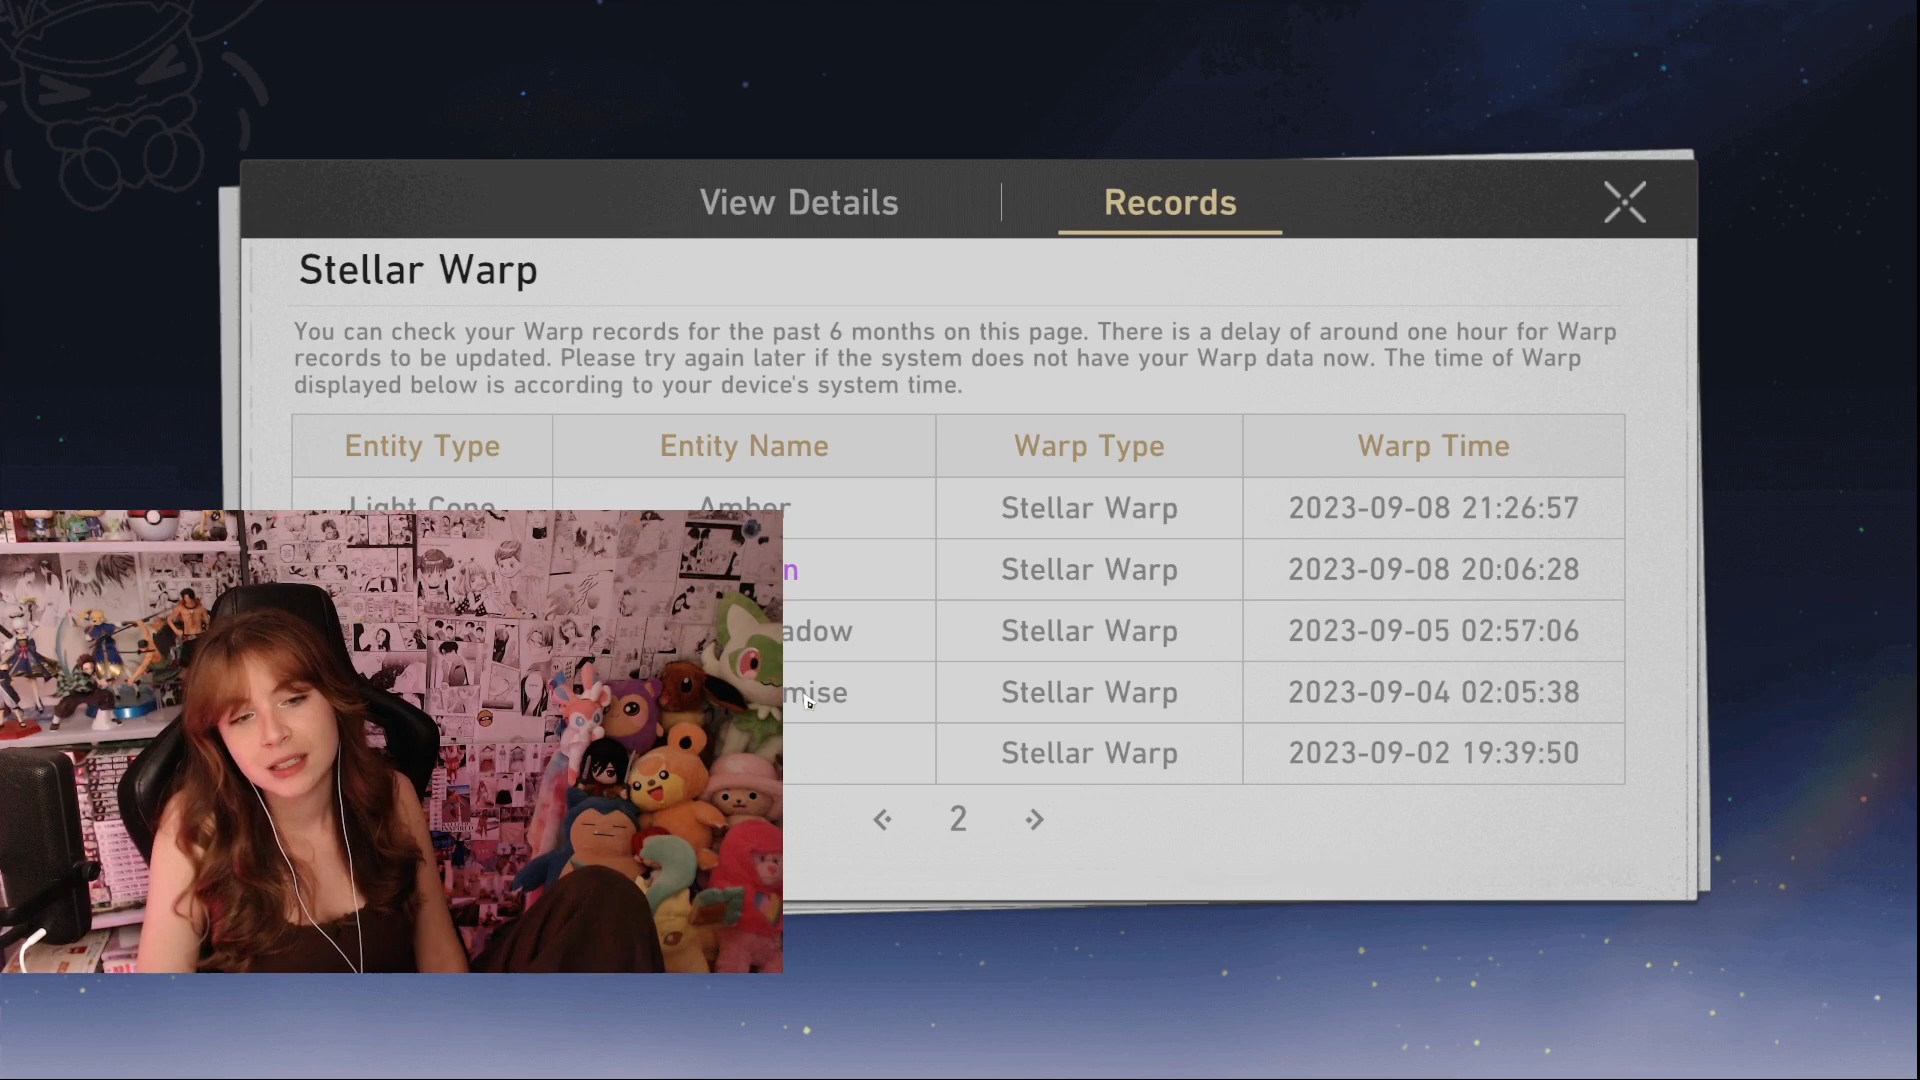 View Details
Records
Stellar Warp
You can check your Warp records for the past 6 months on this page. There is a delay of around one hour for Warp
records to be updated. Please try again later if the system does not have your Warp data now. The time of Warp
displayed below is according to your device's system time.
Entity Type Entity Name Warp Type Warp Time
Light Cone Amber Stellar Warp 2023-09-08 21:26:57
n Stellar Warp 2023-09-08 20:06:28
adow Stellar Warp 2023-09-05 02:57:06
mise Stellar Warp 2023-09-04 02:05:38
Stellar Warp 2023-09-02 19:39:50
2